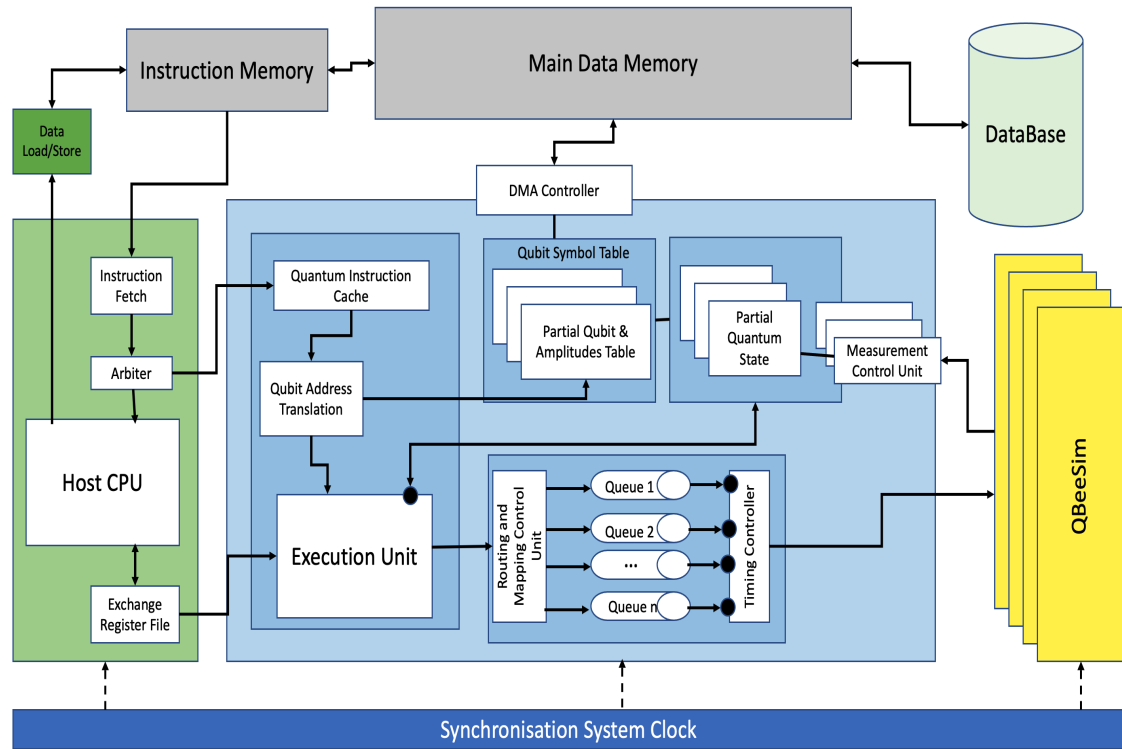 Instruction Memory
Main Data Memory
DataBase
Data
Load/Store
DMA Controller
Instruction
Fetch
Arbiter
Host CPU
Exchange
Register File
Quantum Instruction
Cache
Qubit Address
Translation
Execution Unit
Qubit Symbol Table
Partial Qubit &
Amplitudes Table
Partial
Quantum
State
Measurement
Control Unit
Routing and
Mapping Control
Unit
Queue 1
Queue 2
...
Queue n
Timing Controller
QBeeSim
Synchronisation System Clock